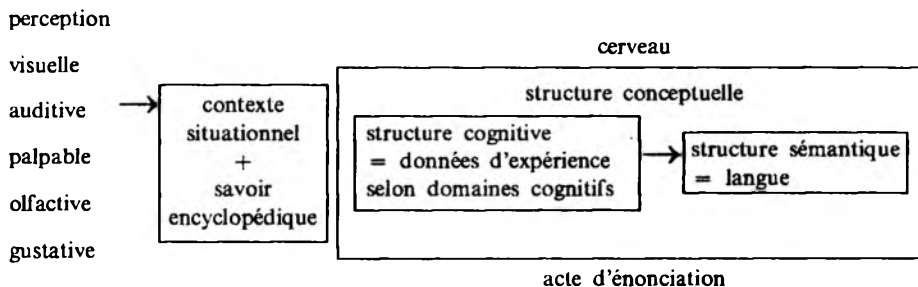 perception
visuelle
auditive
palpable
olfactive
gustative
→
contexte
situationnel
+
savoir
encyclopédique
cerveau
structure conceptuelle
structure cognitive
= données d'expérience
selon domaines cognitifs
→
structure sémantique
= langue
acte d'énonciation